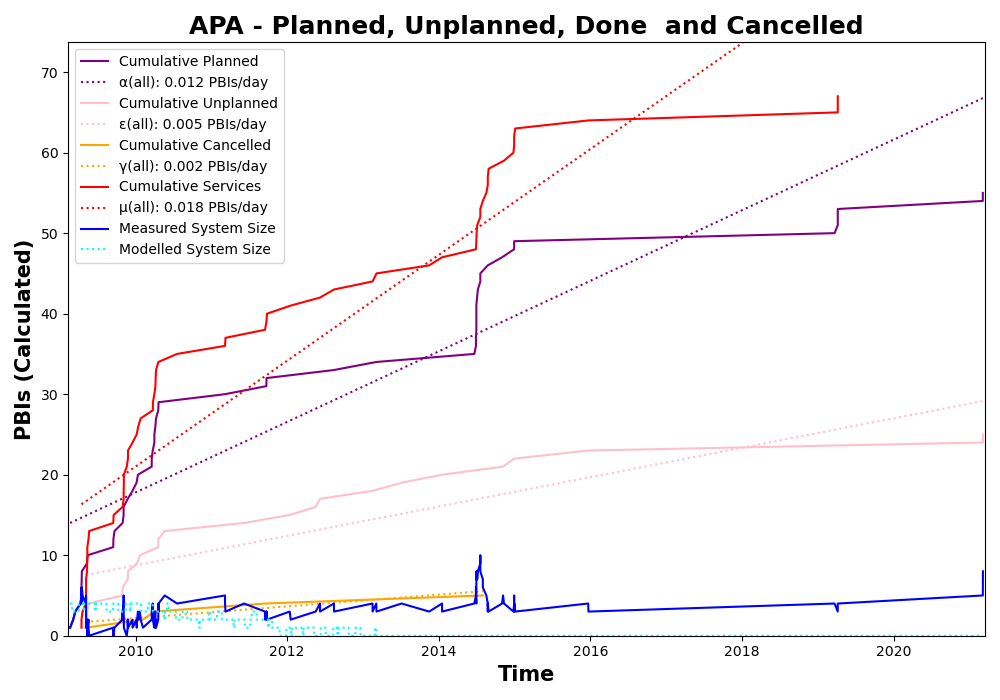 APA - Planned, Unplanned, Done  and Cancelled
PBIs (Calculated)
70
60
50
40
30
20
10
0
Cumulative Planned
α(all): 0.012 PBIs/day
Cumulative Unplanned
ε(all): 0.005 PBIs/day
Cumulative Cancelled
γ(all): 0.002 PBIs/day
Cumulative Services
μ(all): 0.018 PBIs/day
Measured System Size
Modelled System Size
2010 2012 2014 2016 2018 2020
Time